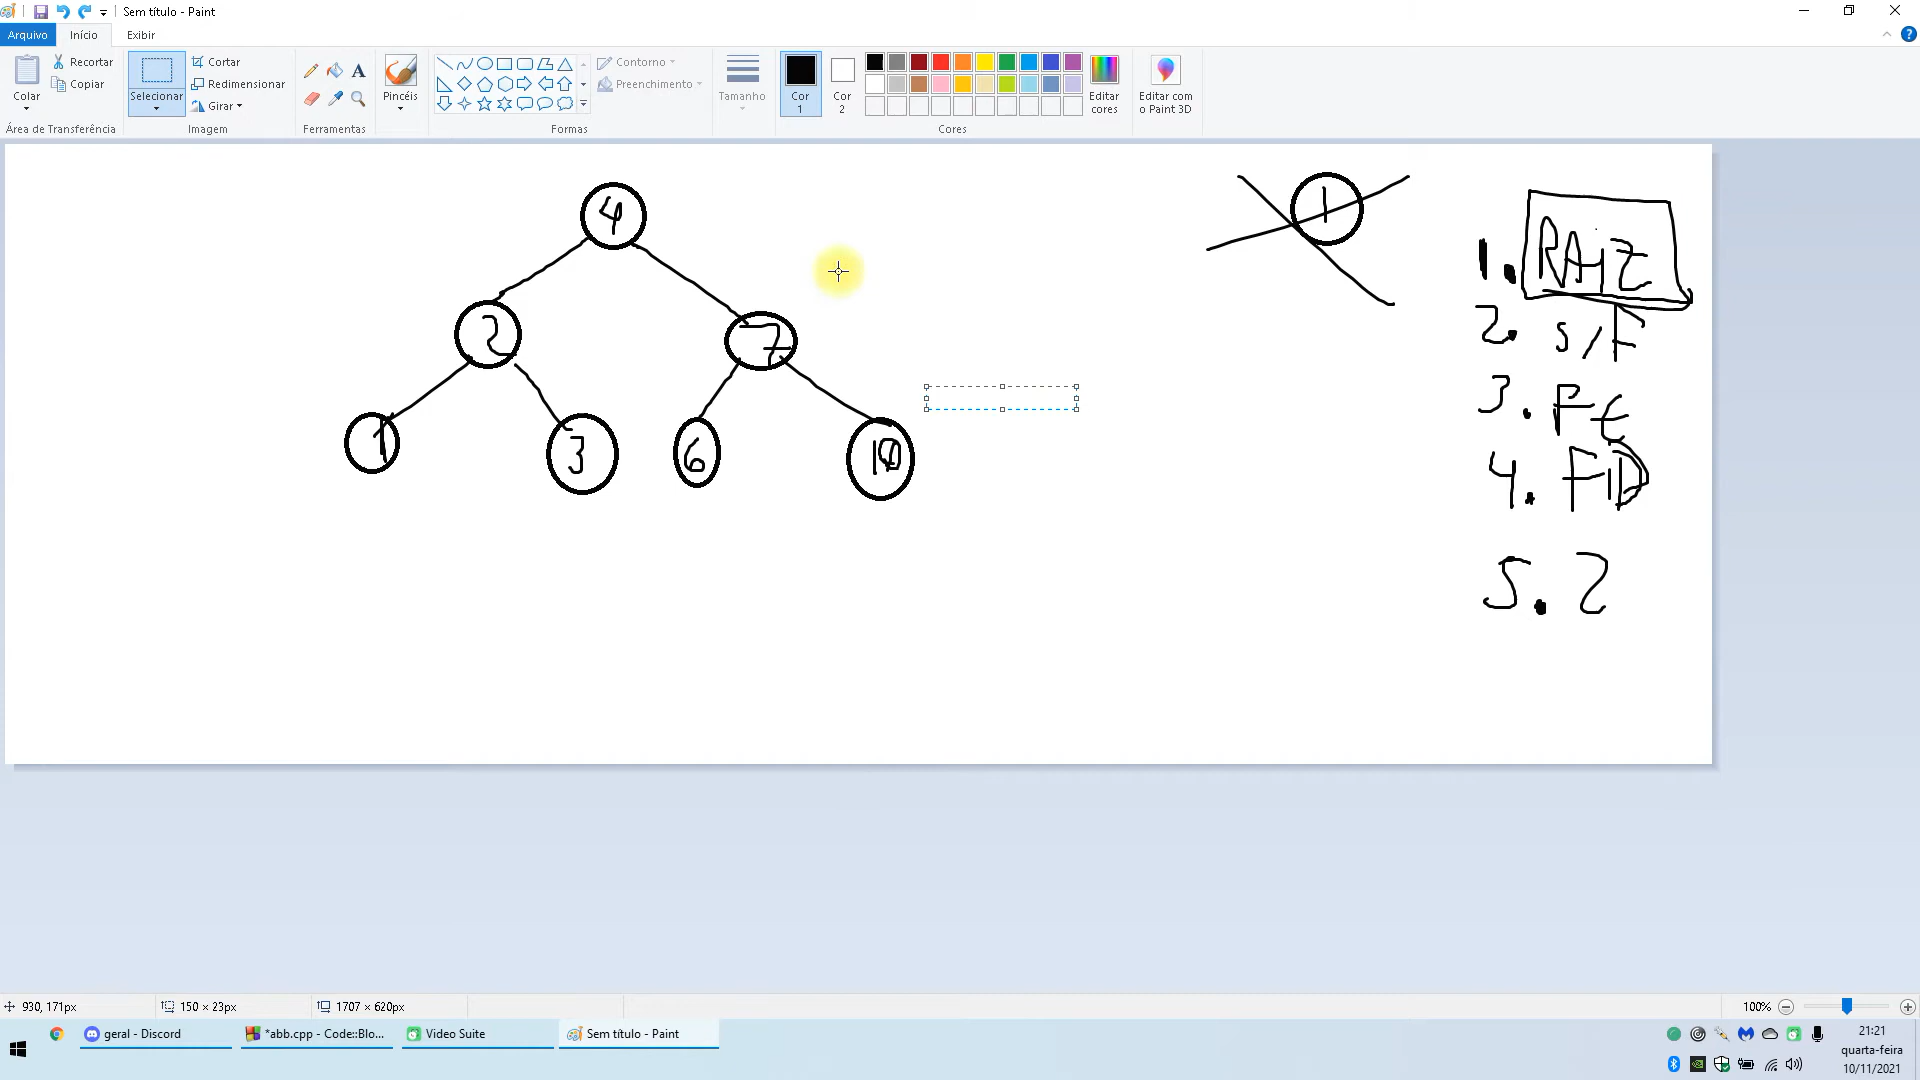 Sem título - Paint
Arquivo Início Exibir
Colar
Recortar
Copiar
Área de Transferência
Selecionar
Cortar
Redimensionar
Girar
Imagem
A
Ferramentas
Pincéis
Contorno
Preenchimento
Formas
Tamanho
Cor 1
Cor 2
Editar cores
Cores
Editar com o Paint 3D
4
2
7
1
3
6
10
1
1. RAIZ
2. S/F
3. FE
4. FD
5. 2
930, 171px
150 × 23px
1707 × 620px
100%
geral - Discord
*abb.cpp - Code::Blo...
Video Suite
Sem título - Paint
21:21
quarta-feira
10/11/2021